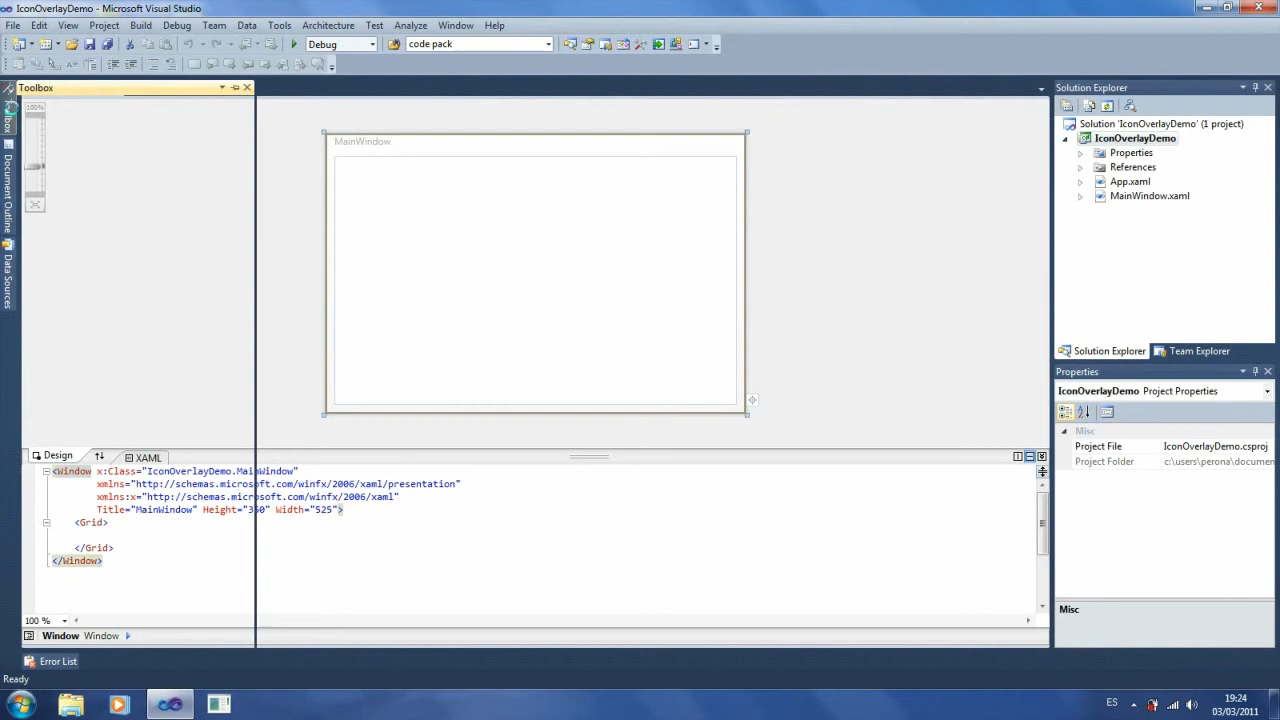 IconOverlayDemo - Microsoft Visual Studio
File Edit View Project Build Debug Team Data Tools Architecture Test Analyze Window Help
Debug code pack
Toolbox
100%
Document Outline
Data Sources
MainWindow
Design XAML
<Window x:Class="IconOverlayDemo.MainWindow"
xmlns="http://schemas.microsoft.com/winfx/2006/xaml/presentation"
xmlns:x="http://schemas.microsoft.com/winfx/2006/xaml"
Title="MainWindow" Height="350" Width="525">
<Grid>
</Grid>
</Window>
100 %
Window Window
Error List
Ready
Solution Explorer
Solution 'IconOverlayDemo' (1 project)
IconOverlayDemo
Properties
References
App.xaml
MainWindow.xaml
Solution Explorer Team Explorer
Properties
IconOverlayDemo Project Properties
Misc
Project File IconOverlayDemo.csproj
Project Folder c:\users\perona\documen
Misc
ES 19:24
03/03/2011